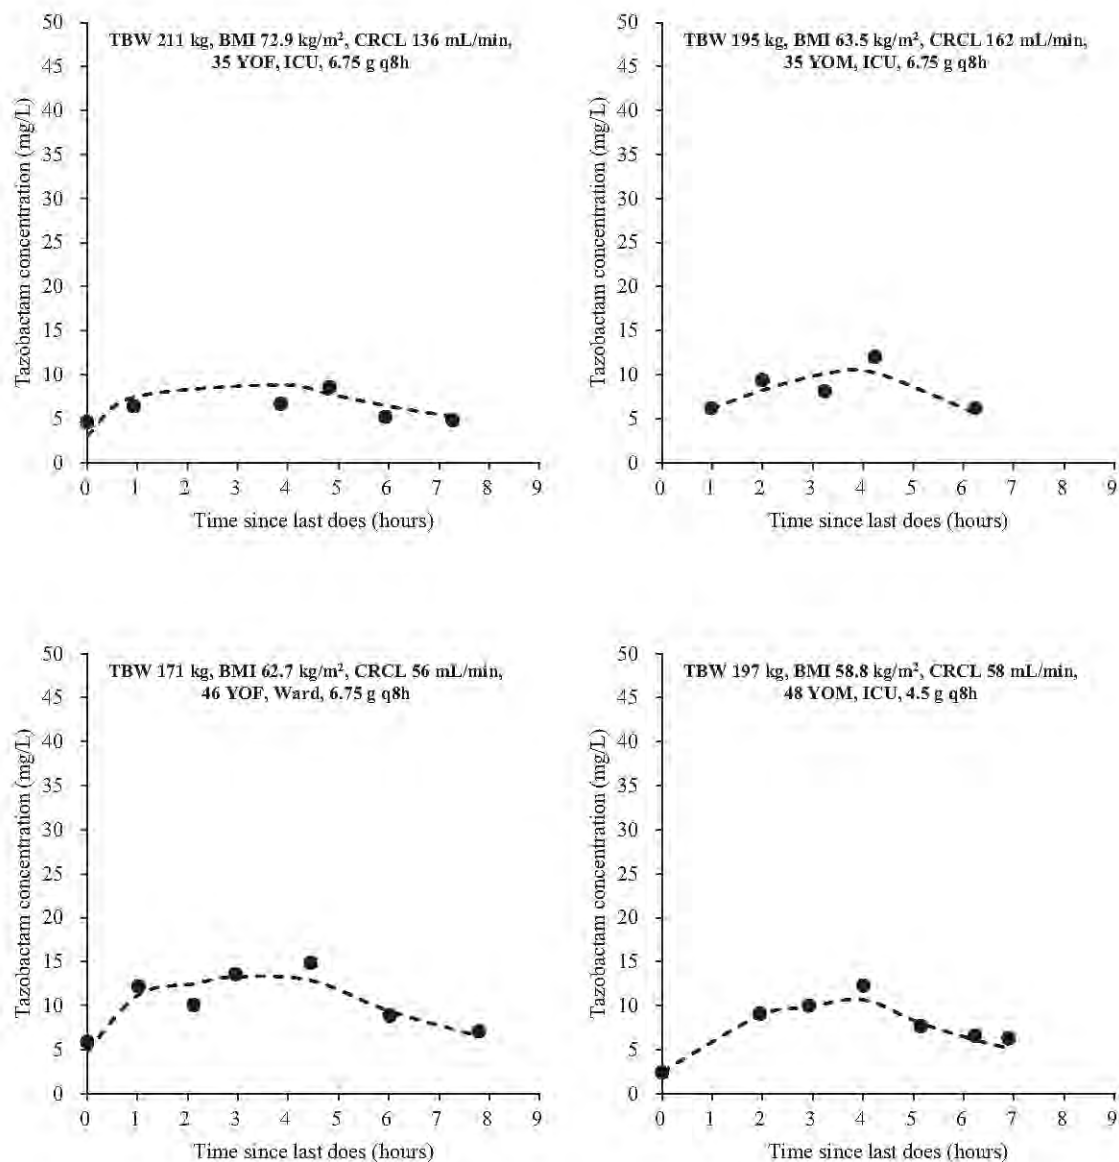 TBW 211 kg, BMI 72.9 kg/m², CRCL 136 mL/min,
35 YOF, ICU, 6.75 g q8h
Tazobactam concentration (mg/L)
50
45
40
35
30
25
20
15
10
5
0
0 1 2 3 4 5 6 7 8 9
Time since last does (hours)
TBW 195 kg, BMI 63.5 kg/m², CRCL 162 mL/min,
35 YOM, ICU, 6.75 g q8h
Tazobactam concentration (mg/L)
50
45
40
35
30
25
20
15
10
5
0
0 1 2 3 4 5 6 7 8 9
Time since last does (hours)
TBW 171 kg, BMI 62.7 kg/m², CRCL 56 mL/min,
46 YOF, Ward, 6.75 g q8h
Tazobactam concentration (mg/L)
50
45
40
35
30
25
20
15
10
5
0
0 1 2 3 4 5 6 7 8 9
Time since last does (hours)
TBW 197 kg, BMI 58.8 kg/m², CRCL 58 mL/min,
48 YOM, ICU, 4.5 g q8h
Tazobactam concentration (mg/L)
50
45
40
35
30
25
20
15
10
5
0
0 1 2 3 4 5 6 7 8 9
Time since last does (hours)